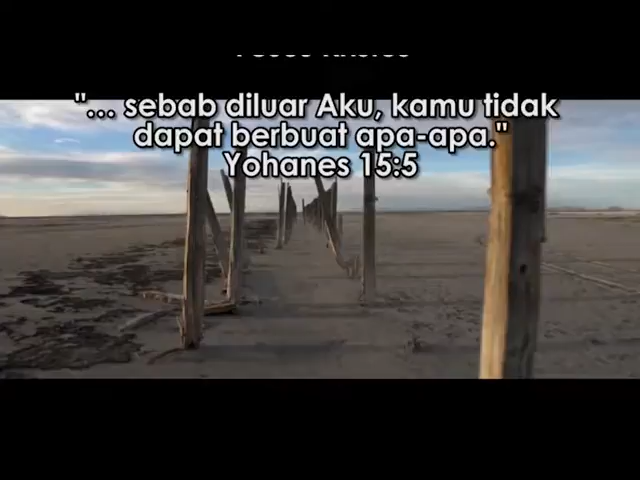 "... sebab diluar Aku, kamu tidak
dapat berbuat apa-apa."
Yohanes 15:5